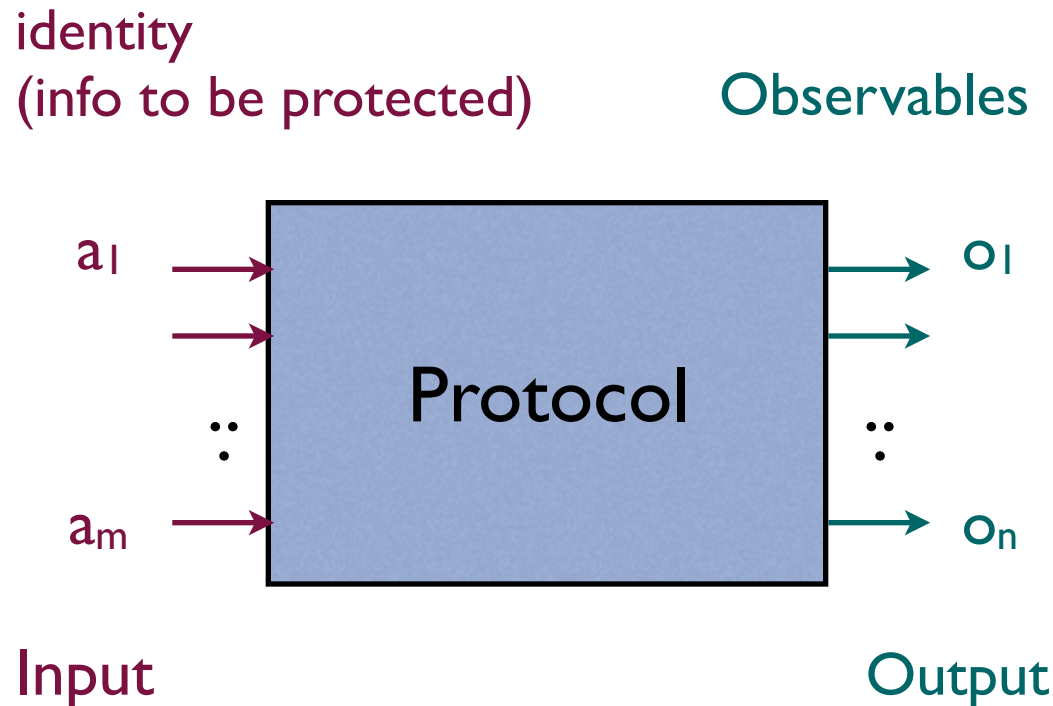 identity
(info to be protected)
Observables
a1
o1
Protocol
am
on
Input
Output